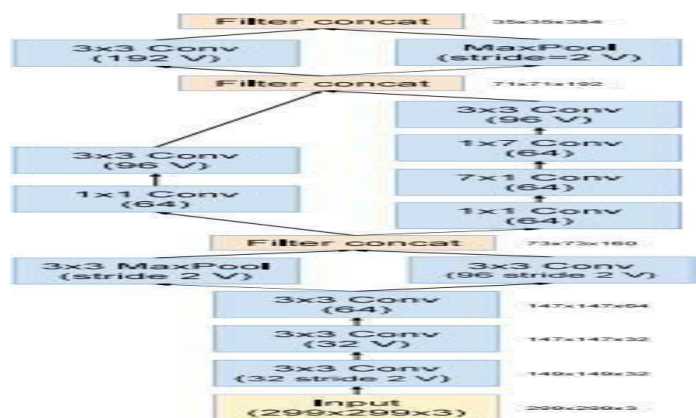 Filter concat 35x35x384
3x3 Conv
(192 V)
MaxPool
(stride=2 V)
Filter concat 71x71x192
3x3 Conv
(96 V)
1x7 Conv
(64)
3x3 Conv
(96 V)
7x1 Conv
(64)
1x1 Conv
(64)
1x1 Conv
(64)
Filter concat 73x73x160
3x3 MaxPool
(stride 2 V)
3x3 Conv
(96 stride 2 V)
3x3 Conv
(64)
147x147x64
3x3 Conv
(32 V)
147x147x32
3x3 Conv
(32 stride 2 V)
149x149x32
Input
(299x299x3)
299x299x3